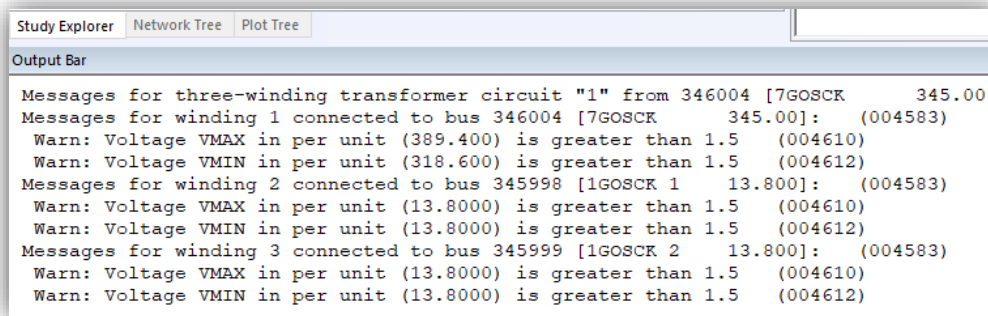 Study Explorer Network Tree Plot Tree
Output Bar
Messages for three-winding transformer circuit "1" from 346004 [7GOSCK      345.00
Messages for winding 1 connected to bus 346004 [7GOSCK      345.00]:   (004583)
 Warn: Voltage VMAX in per unit (389.400) is greater than 1.5   (004610)
 Warn: Voltage VMIN in per unit (318.600) is greater than 1.5   (004612)
Messages for winding 2 connected to bus 345998 [1GOSCK 1    13.800]:   (004583)
 Warn: Voltage VMAX in per unit (13.8000) is greater than 1.5   (004610)
 Warn: Voltage VMIN in per unit (13.8000) is greater than 1.5   (004612)
Messages for winding 3 connected to bus 345999 [1GOSCK 2    13.800]:   (004583)
 Warn: Voltage VMAX in per unit (13.8000) is greater than 1.5   (004610)
 Warn: Voltage VMIN in per unit (13.8000) is greater than 1.5   (004612)